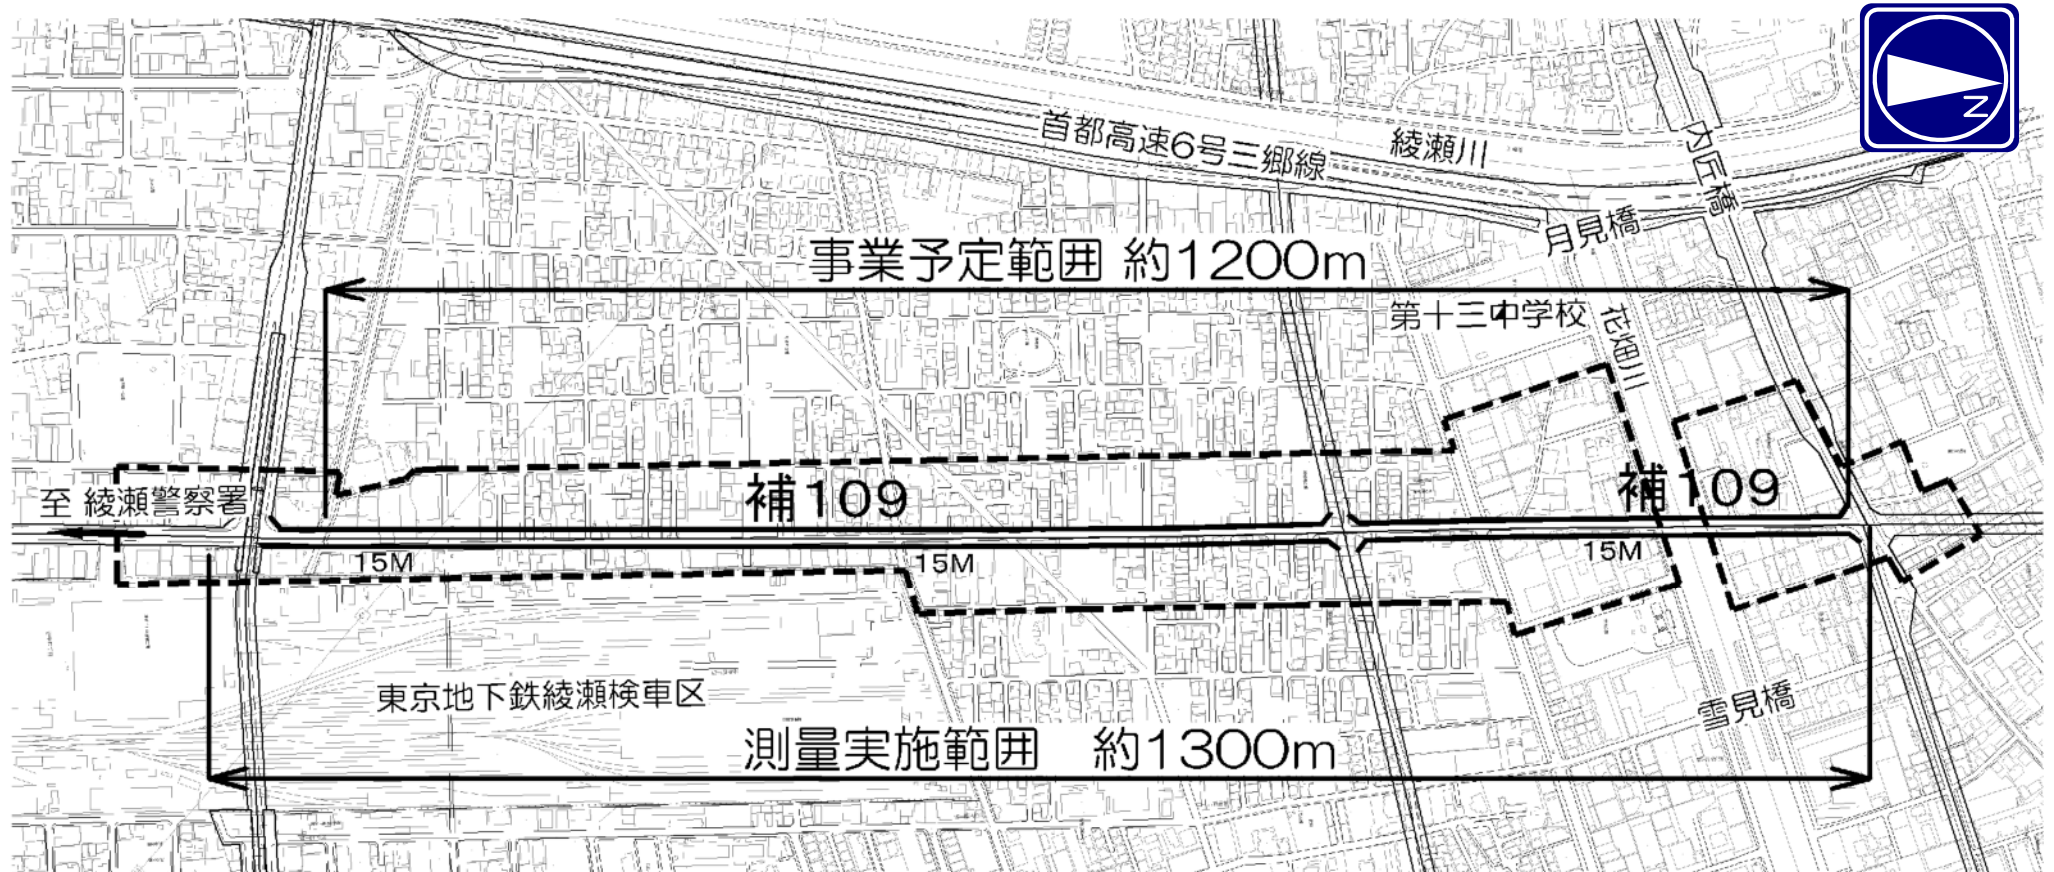 N
首都高速6号三郷線
綾瀬川
内匠橋
月見橋
事業予定範囲 約1200m
第十三中学校
花畑川
至 綾瀬警察署
補109
補109
15M
15M
15M
東京地下鉄綾瀬検車区
雪見橋
測量実施範囲 約1300m